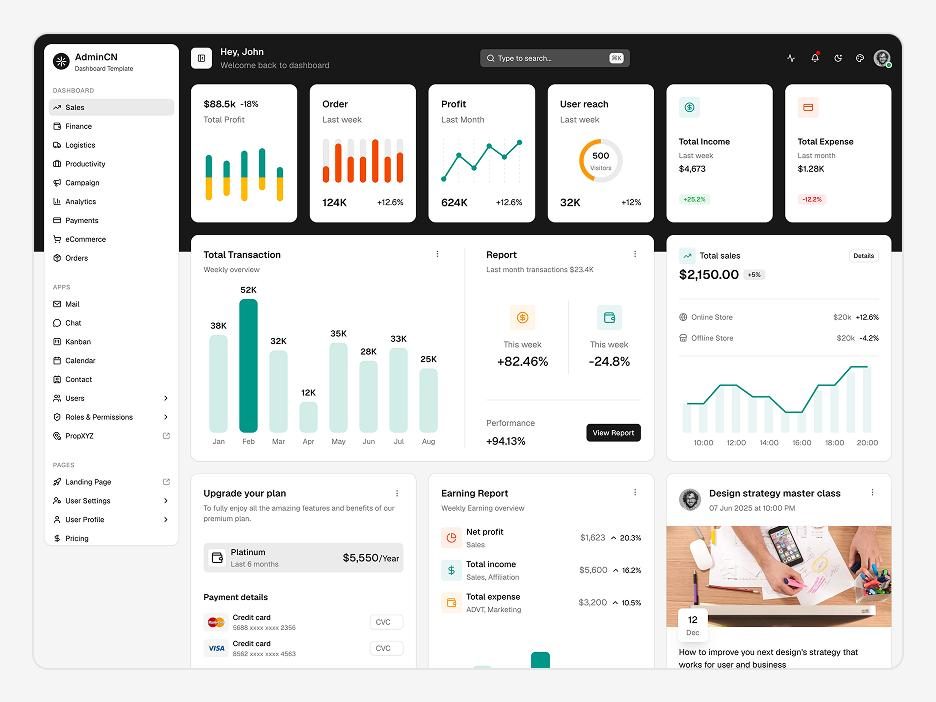 AdminCN
Dashboard Template
DASHBOARD
Sales
Finance
Logistics
Productivity
Campaign
Analytics
Payments
eCommerce
Orders
APPS
Mail
Chat
Kanban
Calendar
Contact
Users
Roles & Permissions
PropXYZ
PAGES
Landing Page
User Settings
User Profile
Pricing
Hey, John
Welcome back to dashboard
Type to search...
⌘K
$88.5k -18%
Total Profit
Order
Last week
124K +12.6%
Profit
Last Month
624K +12.6%
User reach
Last week
500
Visitors
32K +12%
Total Income
Last week
$4,673
+25.2%
Total Expense
Last month
$1.28K
-12.2%
Total Transaction
Weekly overview
38K
52K
32K
12K
35K
28K
33K
25K
Jan Feb Mar Apr May Jun Jul Aug
Report
Last month transactions $23.4K
This week
+82.46%
This week
-24.8%
Performance
+94.13%
View Report
Total sales
Details
$2,150.00 +5%
Online Store $20k +12.6%
Offline Store $20k -4.2%
10:00 12:00 14:00 16:00 18:00 20:00
Upgrade your plan
To fully enjoy all the amazing features and benefits of our
premium plan.
Platinum
Last 6 months
$5,550/Year
Payment details
Credit card
5688 xxxx xxxx 2356
CVC
VISA
Credit card
8562 xxxx xxxx 4563
CVC
Earning Report
Weekly Earning overview
Net profit
Sales
$1,623 20.3%
Total income
Sales, Affiliation
$5,600 16.2%
Total expense
ADVT, Marketing
$3,200 10.5%
Design strategy master class
07 Jun 2025 at 10:00 PM
12
Dec
How to improve you next design's strategy that
works for user and business